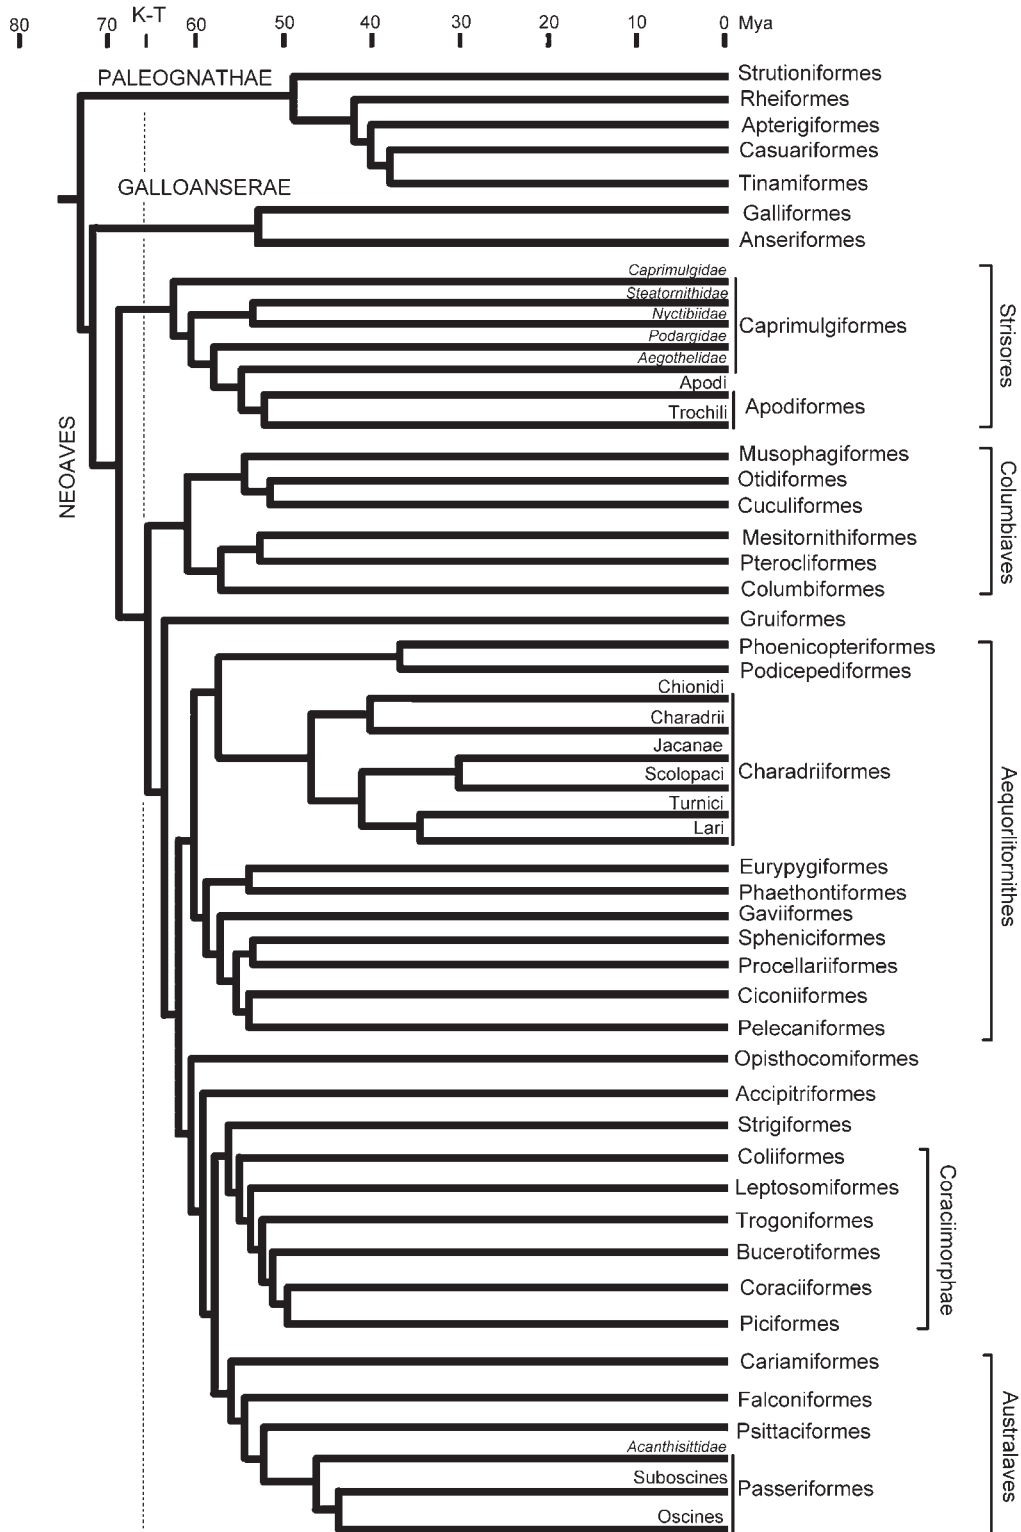 K-T
80 70 60 50 40 30 20 10 0 Mya
PALEOGNATHAE
Strutioniformes
Rheiformes
Apterigiformes
Casuariformes
Tinamiformes
GALLOANSERAE
Galliformes
Anseriformes
NEOAVES
Caprimulgidae
Steatornithidae
Nyctibiidae
Podargidae
Aegothelidae
Caprimulgiformes
Apodi
Trochili
Apodiformes
Strisores
Musophagiformes
Otidiformes
Cuculiformes
Mesitornithiformes
Pterocliformes
Columbiformes
Columbiaves
Gruiformes
Phoenicopteriformes
Podicepediformes
Chionidi
Charadrii
Jacanae
Scolopaci
Turnici
Lari
Charadriiformes
Eurypygiformes
Phaethontiformes
Gaviiformes
Spheniciformes
Procellariiformes
Ciconiiformes
Pelecaniformes
Aequorlitornithes
Opisthocomiformes
Accipitriformes
Strigiformes
Coliiformes
Leptosomiformes
Trogoniformes
Bucerotiformes
Coraciiformes
Piciformes
Coraciimorphae
Cariamiformes
Falconiformes
Psittaciformes
Acanthisittidae
Suboscines
Oscines
Passeriformes
Australaves